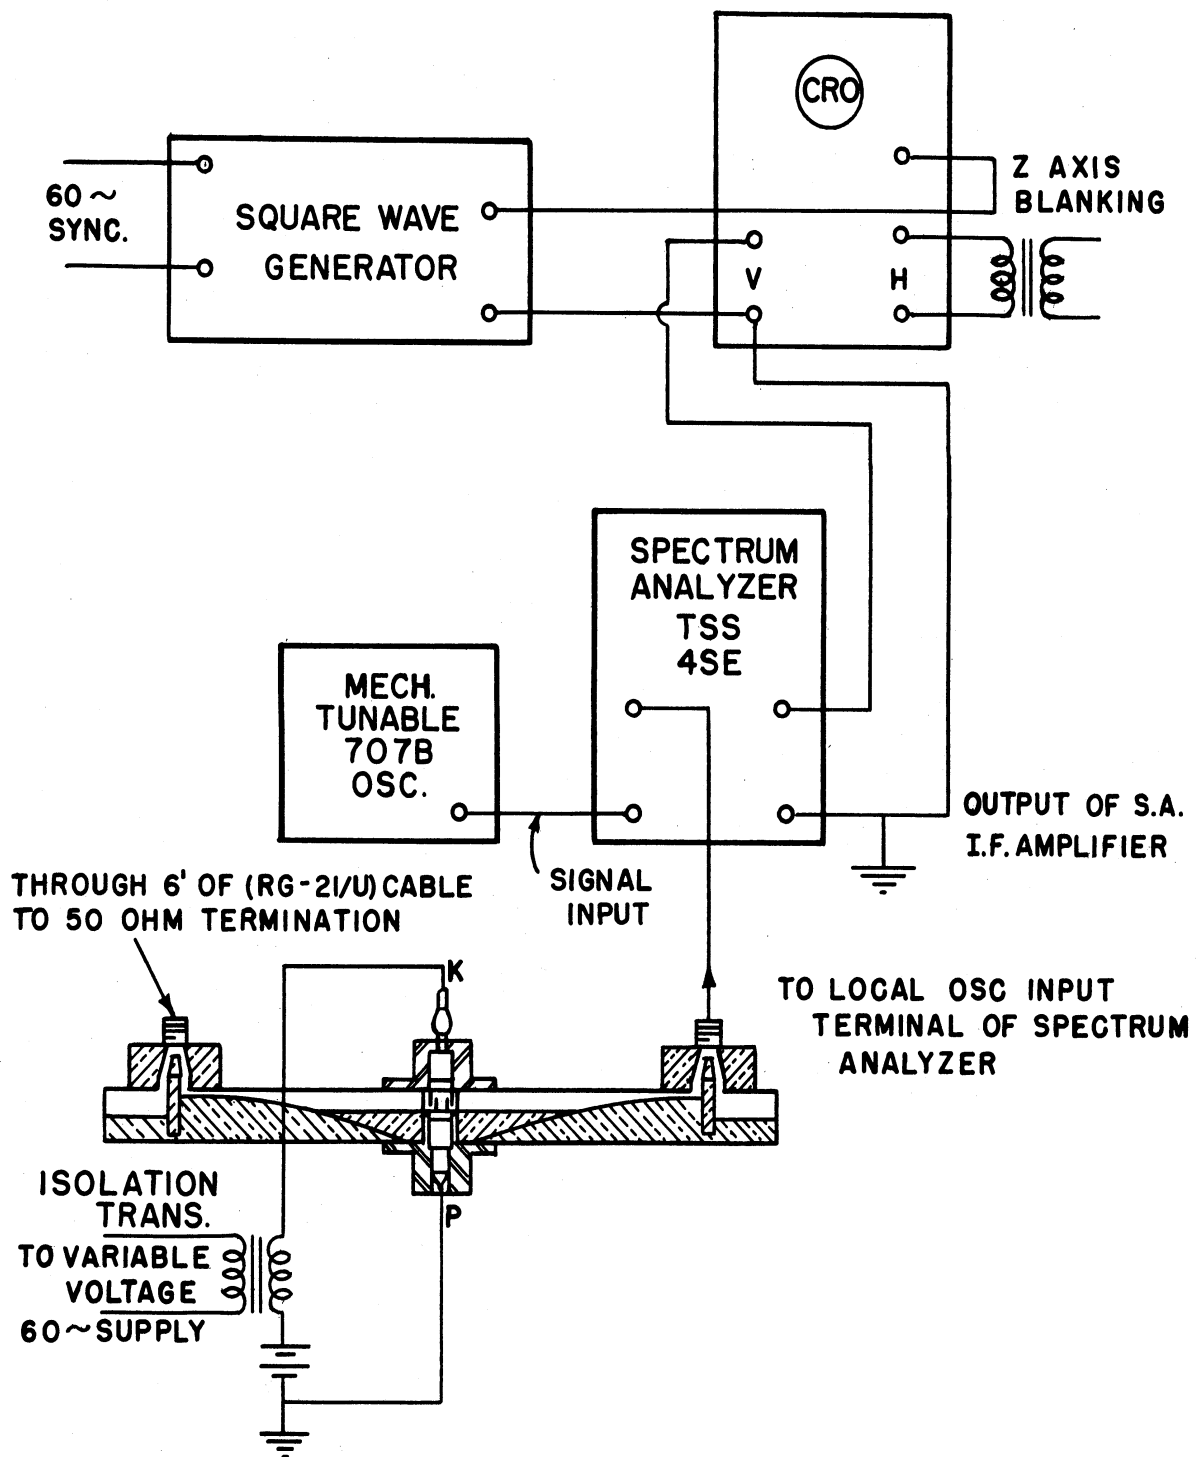 CRO
Z AXIS
BLANKING
60~
SYNC.
SQUARE WAVE
GENERATOR
V
H
SPECTRUM
ANALYZER
TSS
4SE
MECH.
TUNABLE
707B
OSC.
OUTPUT OF S.A.
I.F. AMPLIFIER
SIGNAL
INPUT
THROUGH 6' OF (RG-21/U) CABLE
TO 50 OHM TERMINATION
K
TO LOCAL OSC INPUT
TERMINAL OF SPECTRUM
ANALYZER
P
ISOLATION
TRANS.
TO VARIABLE
VOLTAGE
60~SUPPLY